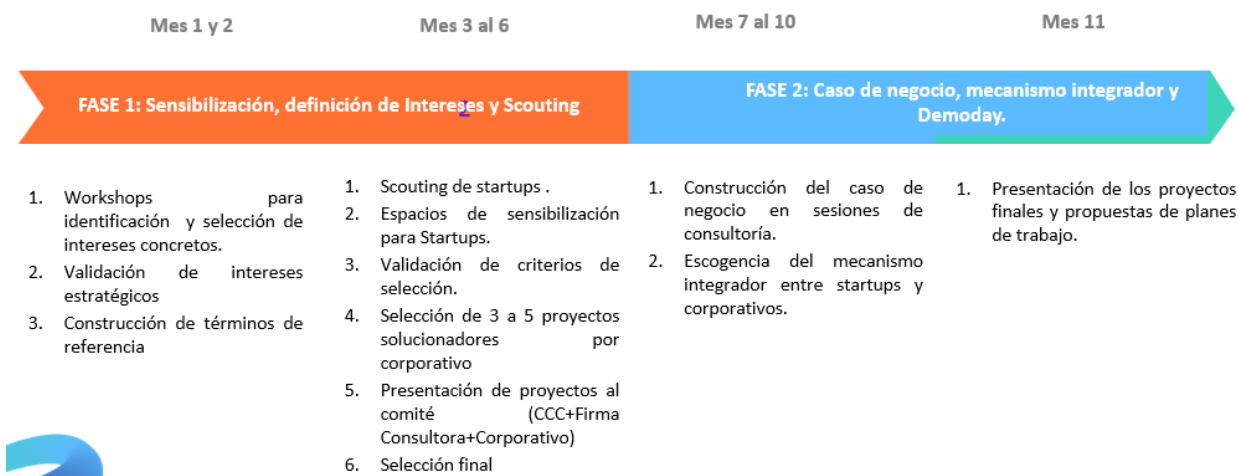 Mes 1 y 2
Mes 3 al 6
Mes 7 al 10
Mes 11
FASE 1: Sensibilización, definición de Intereses y Scouting
2
FASE 2: Caso de negocio, mecanismo integrador y
Demoday.
1. Workshops para
identificación y selección de
intereses concretos.
2. Validación de intereses
estratégicos
3. Construcción de términos de
referencia
1. Scouting de startups .
2. Espacios de sensibilización
para Startups.
3. Validación de criterios de
selección.
4. Selección de 3 a 5 proyectos
solucionadores por
corporativo
5. Presentación de proyectos al
comité (CCC+Firma
Consultora+Corporativo)
6. Selección final
1. Construcción del caso de
negocio en sesiones de
consultoría.
2. Escogencia del mecanismo
integrador entre startups y
corporativos.
1. Presentación de los proyectos
finales y propuestas de planes
de trabajo.